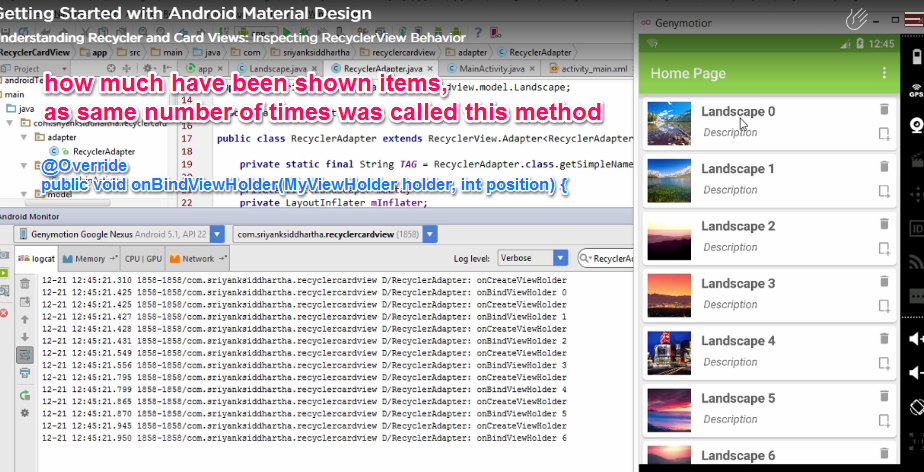 Getting Started with Android Material Design
Understanding Recycler and Card Views: Inspecting RecyclerView Behavior
RecyclerCardView app src main java com sriyanksiddhartha recyclercardview adapter RecyclerAdapter
Project
app Landscape.java RecyclerAdapter.java MainActivity.java activity_main.xml
main
java
how much have been shown items,
as same number of times was called this method
14
17
public class RecyclerAdapter extends RecyclerView.Adapter<RecyclerAdapter
18
19
20 private static final String TAG = RecyclerAdapter.class.getSimpleName
adapter
RecyclerAdapter
@Override
public void onBindViewHolder(MyViewHolder holder, int position) {
model
22 private LayoutInflater mInflater;
Android Monitor
Genymotion Google Nexus Android 5.1, API 22
com.sriyanksiddhartha.recyclercardview (1858)
logcat Memory CPU | GPU Network Log level: Verbose RecyclerAd
12-21 12:45:21.310 1858-1858/com.sriyanksiddhartha.recyclercardview D/RecyclerAdapter: onCreateViewHolder
12-21 12:45:21.425 1858-1858/com.sriyanksiddhartha.recyclercardview D/RecyclerAdapter: onBindViewHolder 0
12-21 12:45:21.425 1858-1858/com.sriyanksiddhartha.recyclercardview D/RecyclerAdapter: onCreateViewHolder
12-21 12:45:21.427 1858-1858/com.sriyanksiddhartha.recyclercardview D/RecyclerAdapter: onBindViewHolder 1
12-21 12:45:21.428 1858-1858/com.sriyanksiddhartha.recyclercardview D/RecyclerAdapter: onCreateViewHolder
12-21 12:45:21.431 1858-1858/com.sriyanksiddhartha.recyclercardview D/RecyclerAdapter: onBindViewHolder 2
12-21 12:45:21.549 1858-1858/com.sriyanksiddhartha.recyclercardview D/RecyclerAdapter: onCreateViewHolder
12-21 12:45:21.556 1858-1858/com.sriyanksiddhartha.recyclercardview D/RecyclerAdapter: onBindViewHolder 3
12-21 12:45:21.795 1858-1858/com.sriyanksiddhartha.recyclercardview D/RecyclerAdapter: onCreateViewHolder
12-21 12:45:21.799 1858-1858/com.sriyanksiddhartha.recyclercardview D/RecyclerAdapter: onBindViewHolder 4
12-21 12:45:21.865 1858-1858/com.sriyanksiddhartha.recyclercardview D/RecyclerAdapter: onCreateViewHolder
12-21 12:45:21.870 1858-1858/com.sriyanksiddhartha.recyclercardview D/RecyclerAdapter: onBindViewHolder 5
12-21 12:45:21.945 1858-1858/com.sriyanksiddhartha.recyclercardview D/RecyclerAdapter: onCreateViewHolder
12-21 12:45:21.950 1858-1858/com.sriyanksiddhartha.recyclercardview D/RecyclerAdapter: onBindViewHolder 6
Genymotion
12:45
Home Page
Landscape 0
Description
Landscape 1
Description
Landscape 2
Description
Landscape 3
Description
Landscape 4
Description
Landscape 5
Description
Landscape 6
GPS
ID